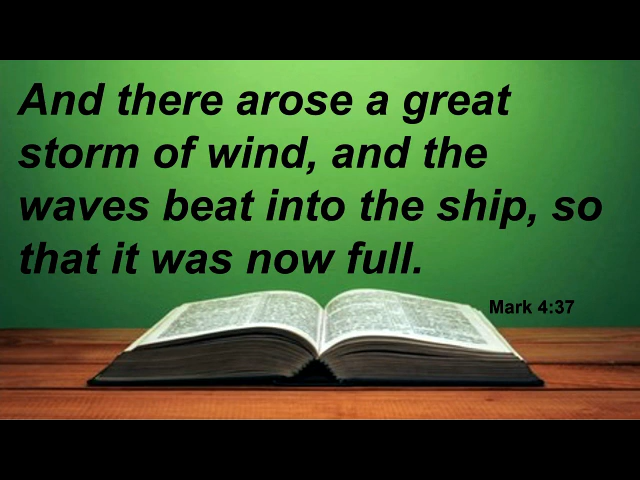 And there arose a great
storm of wind, and the
waves beat into the ship, so
that it was now full.
Mark 4:37